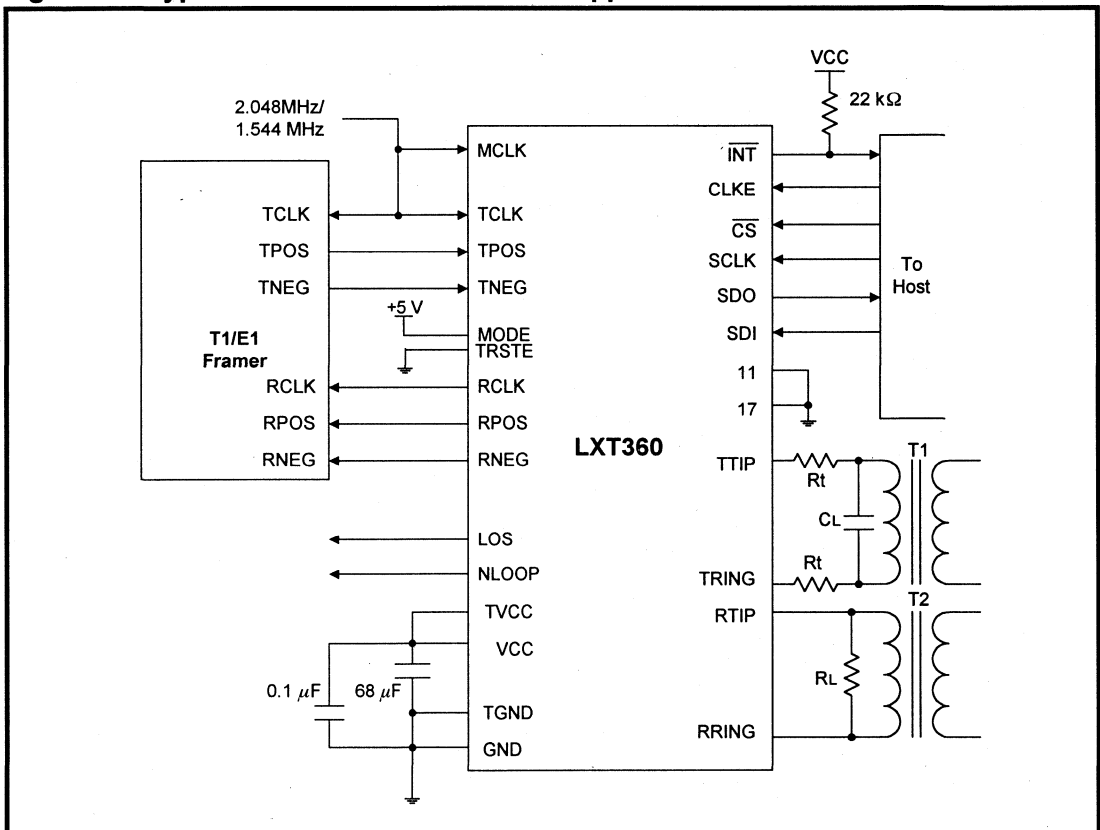 VCC
22 kΩ
2.048MHz/
1.544 MHz
MCLK
INT
CLKE
TCLK
TCLK
CS
TPOS
TPOS
SCLK
To
Host
TNEG
TNEG
SDO
+5 V
MODE
SDI
T1/E1
Framer
TRSTE
RCLK
RCLK
11
RPOS
RPOS
17
LXT360
RNEG
RNEG
TTIP
Rt
T1
CL
LOS
Rt
NLOOP
TRING
T2
TVCC
RTIP
VCC
0.1 µF
68 µF
RL
TGND
RRING
GND